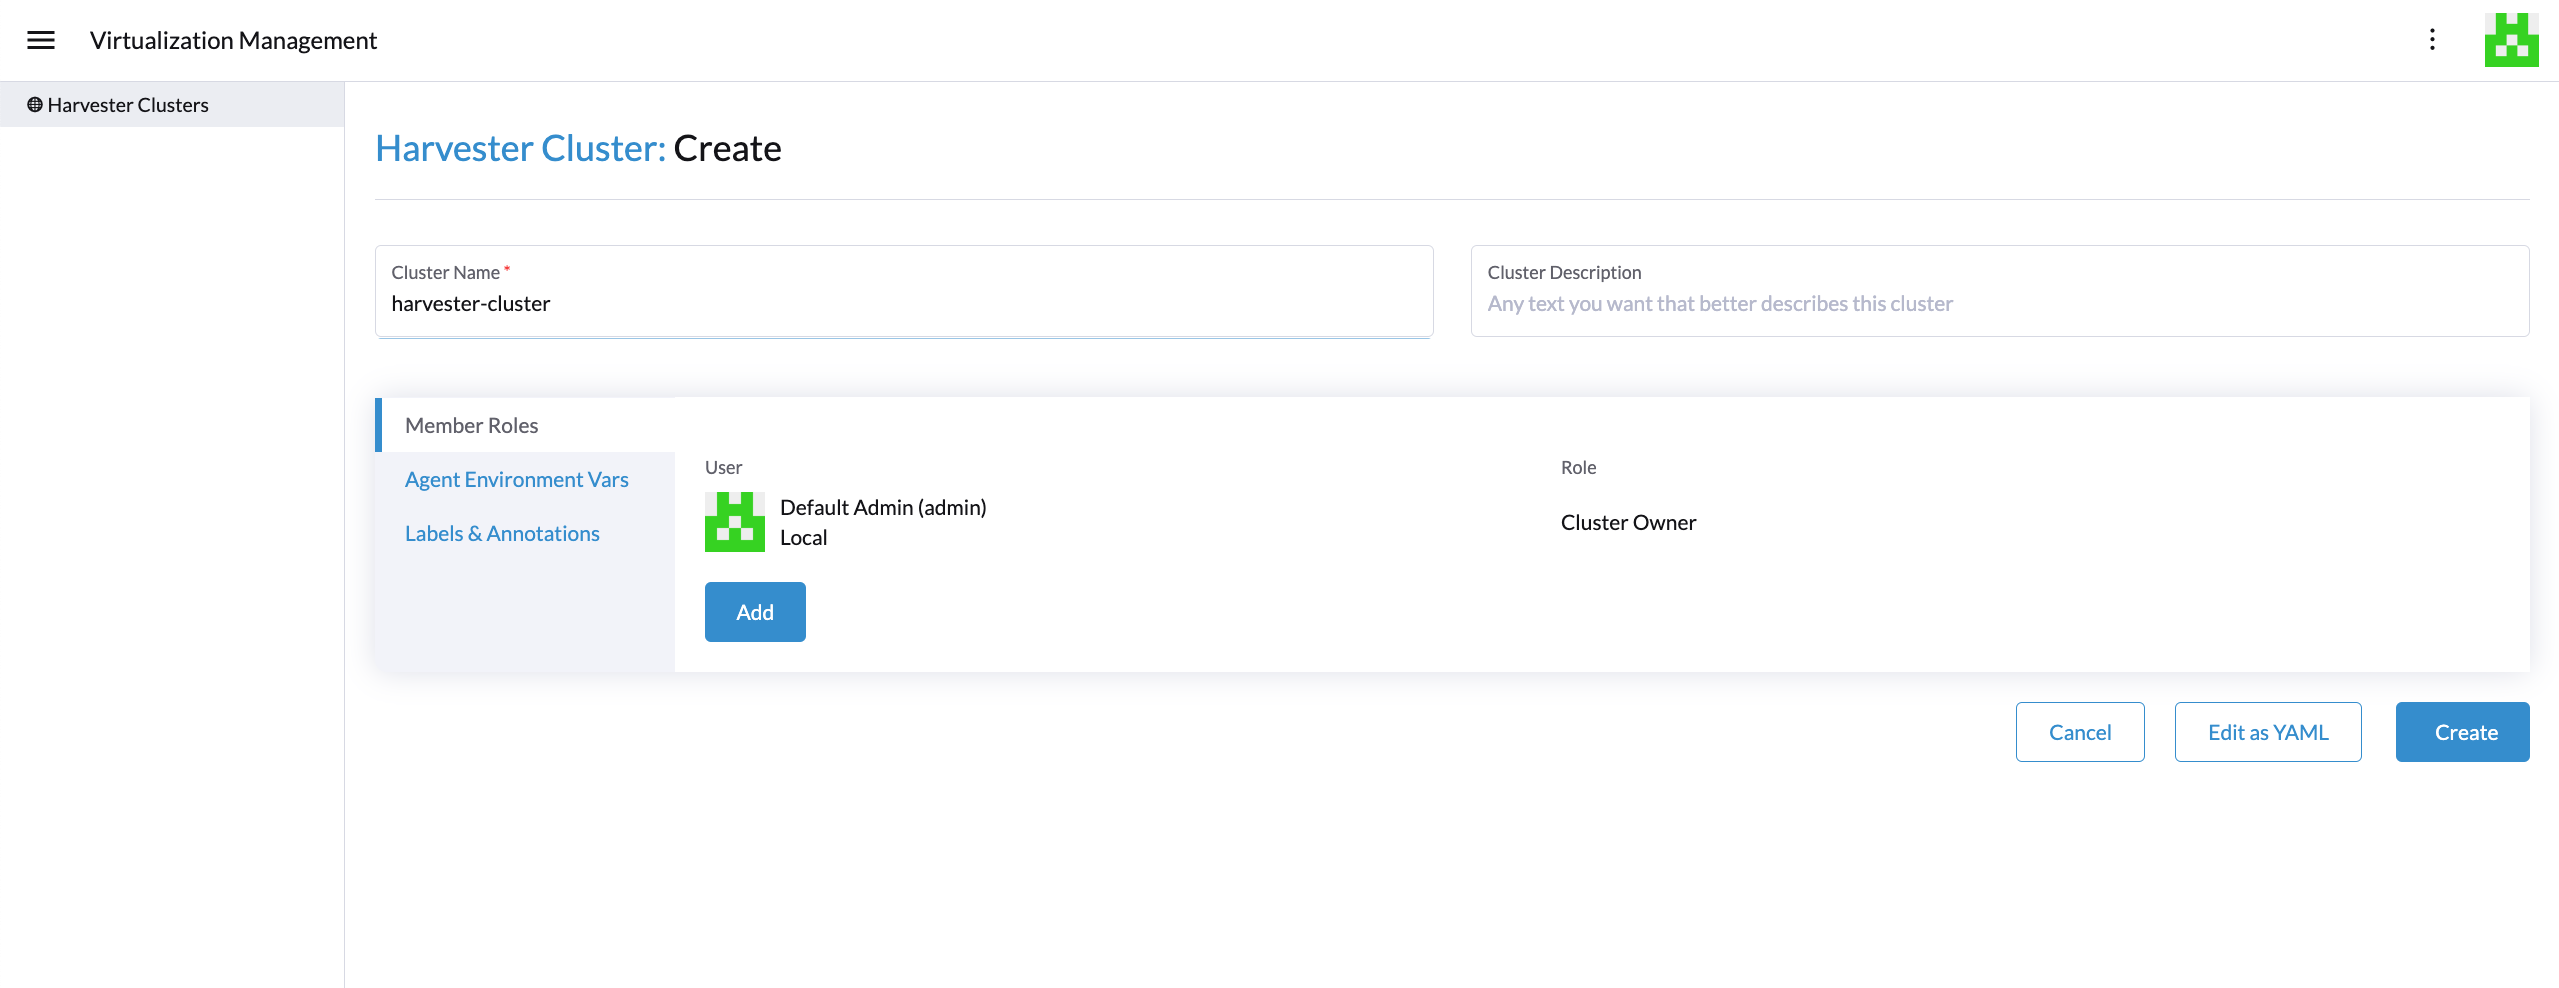 Virtualization Management
Harvester Clusters
Harvester Cluster: Create
Cluster Name *
harvester-cluster
Cluster Description
Any text you want that better describes this cluster
Member Roles
Agent Environment Vars
Labels & Annotations
User
Role
Default Admin (admin)
Local
Cluster Owner
Add
Cancel
Edit as YAML
Create